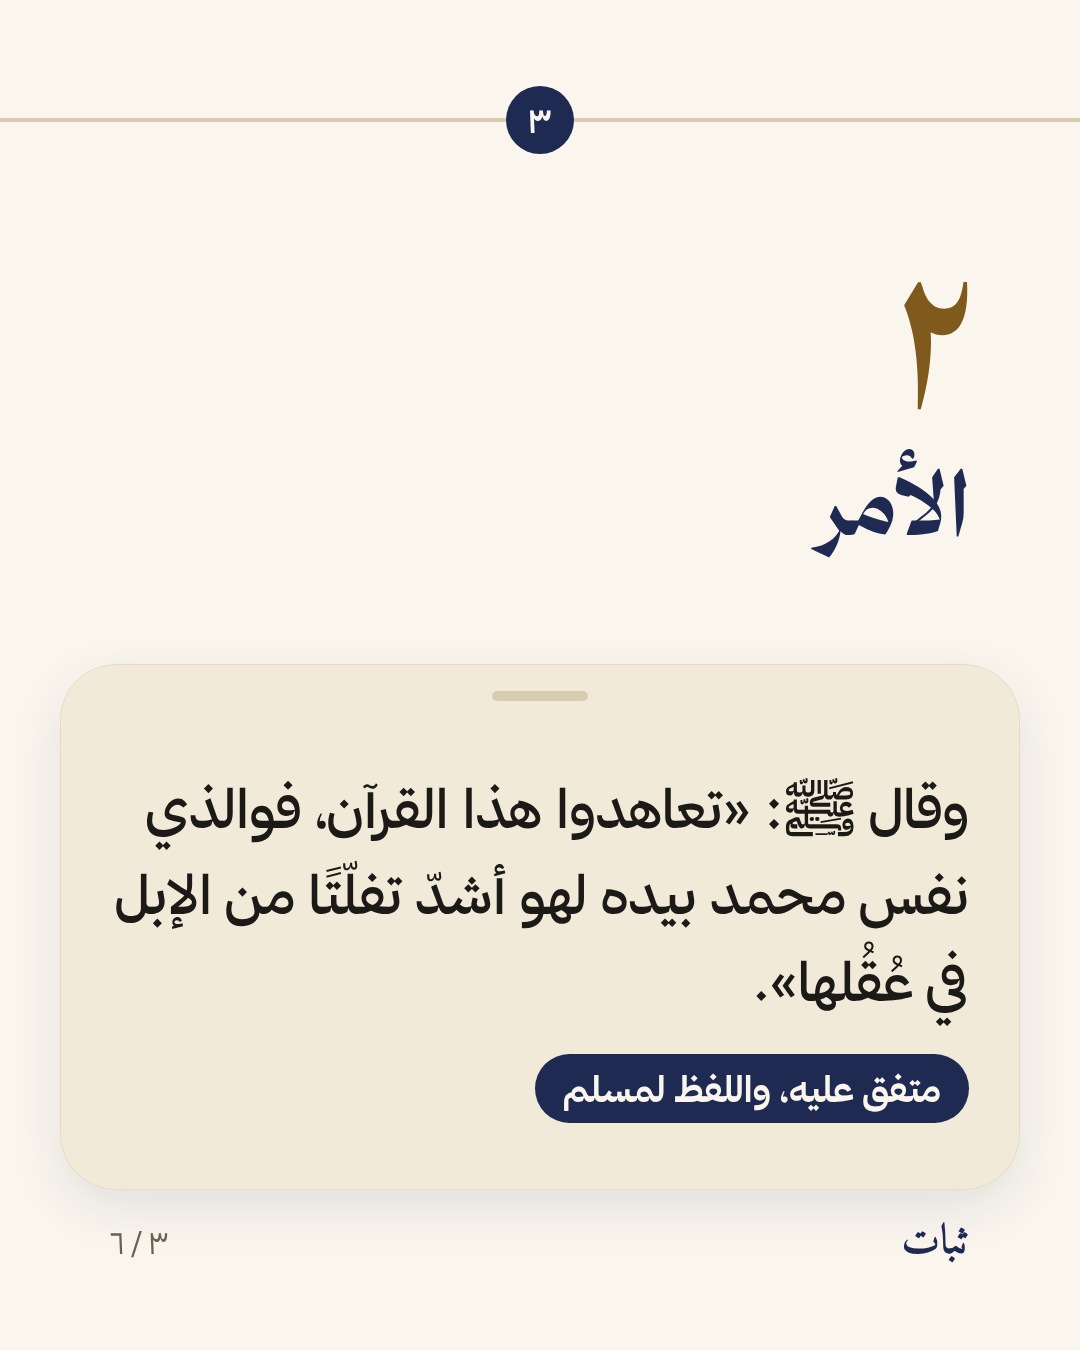 ٣
٢
الأمر
وقال ﷺ: «تعاهدوا هذا القرآن، فوالذي
نفس محمد بيده لهو أشدّ تفلّتًا من الإبل
في عُقُلها».
متفق عليه، واللفظ لمسلم
ثبات
٣ / ٦